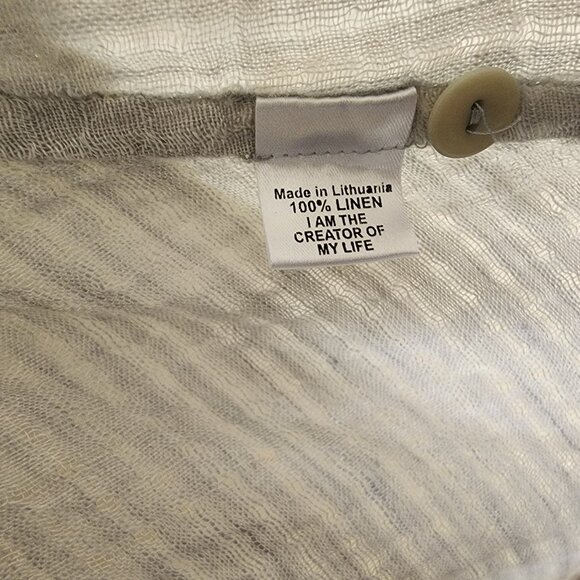 Made in Lithuania
100% LINEN
I AM THE
CREATOR OF
MY LIFE